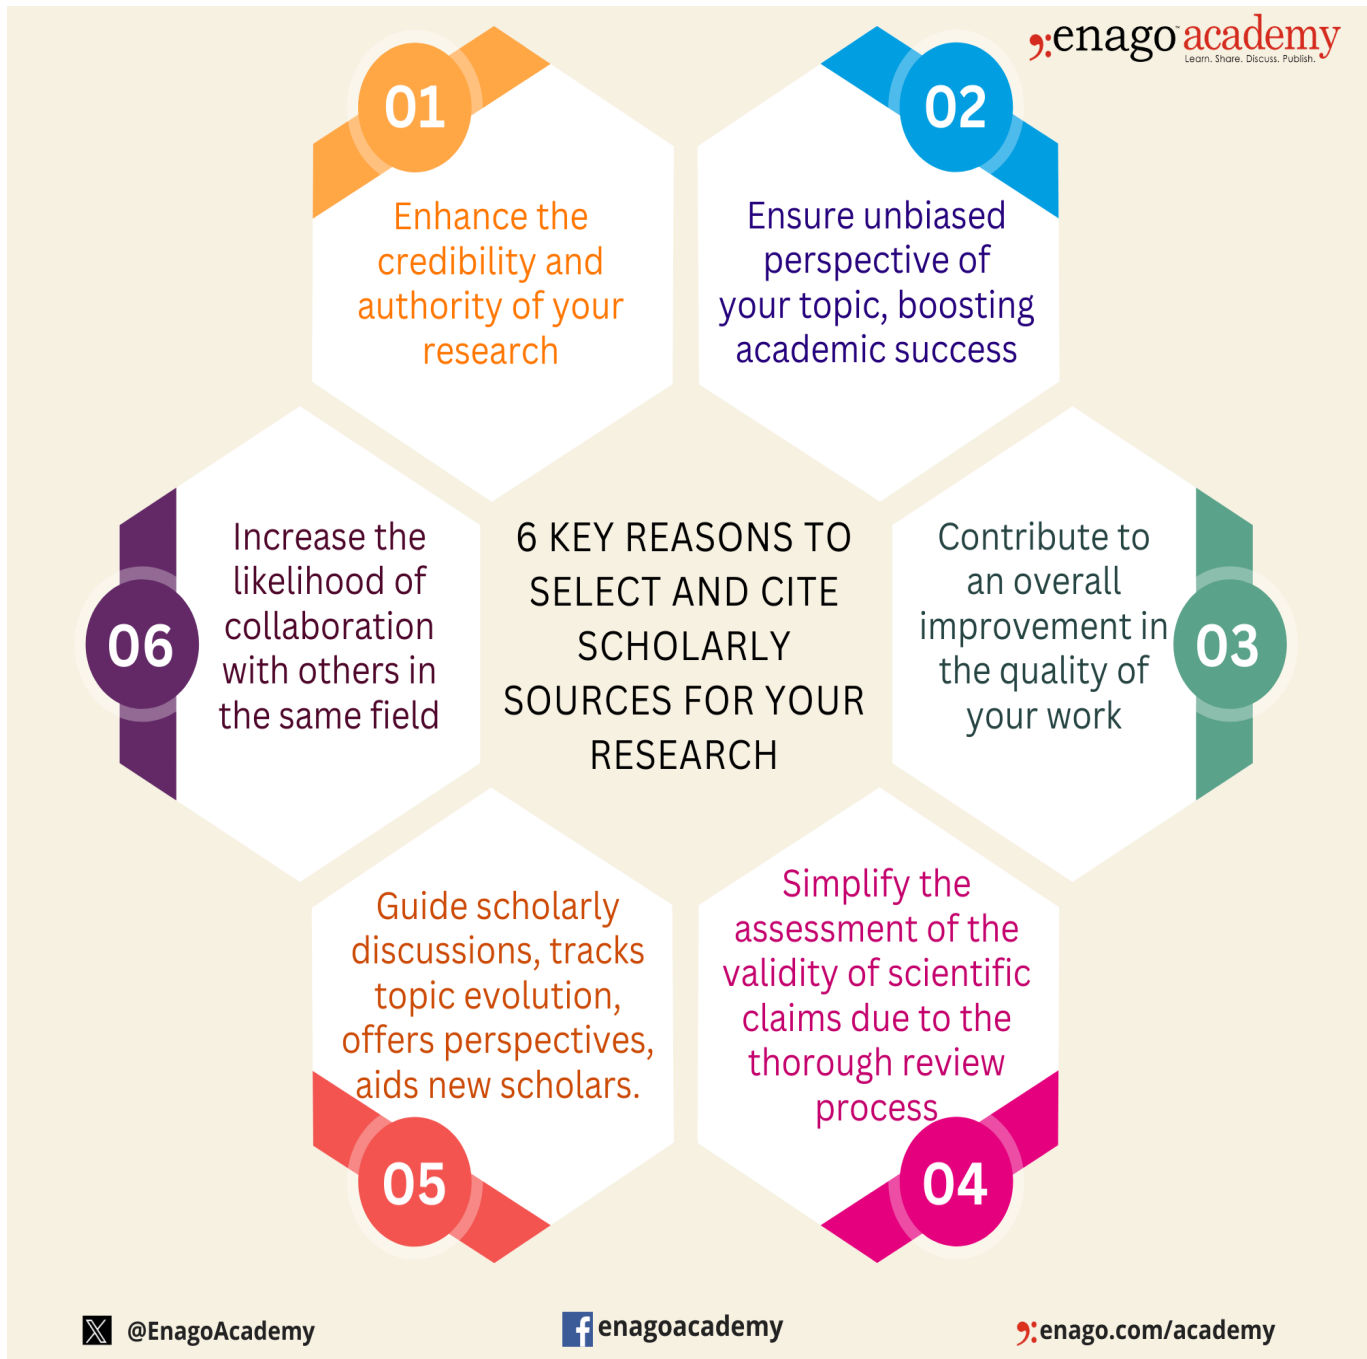 enago academy
Learn. Share. Discuss. Publish.
01
Enhance the
credibility and
authority of your
research
02
Ensure unbiased
perspective of
your topic, boosting
academic success
6 KEY REASONS TO
SELECT AND CITE
SCHOLARLY
SOURCES FOR YOUR
RESEARCH
03
Contribute to
an overall
improvement in
the quality of
your work
04
Simplify the
assessment of the
validity of scientific
claims due to the
thorough review
process
05
Guide scholarly
discussions, tracks
topic evolution,
offers perspectives,
aids new scholars.
06
Increase the
likelihood of
collaboration
with others in
the same field
@EnagoAcademy
enagoacademy
enago.com/academy